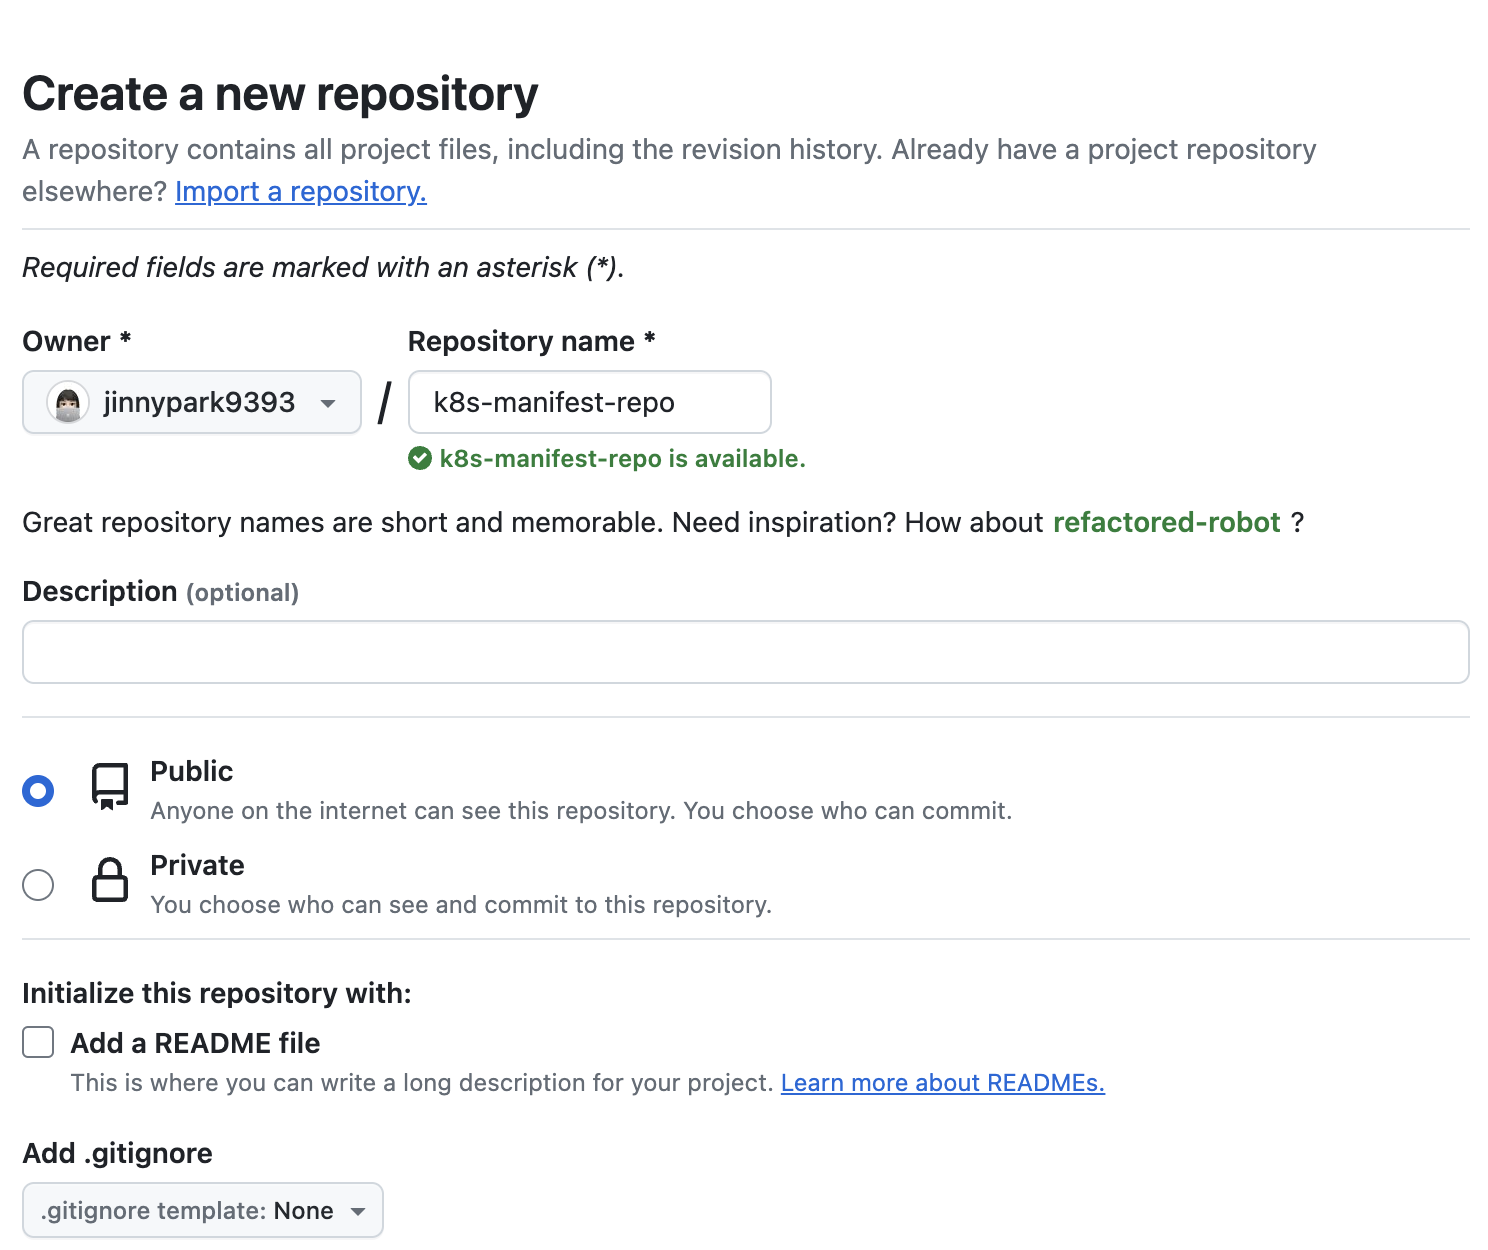 Create a new repository
A repository contains all project files, including the revision history. Already have a project repository
elsewhere? Import a repository.
Required fields are marked with an asterisk (*).
Owner *
Repository name *
jinnypark9393
/
k8s-manifest-repo
k8s-manifest-repo is available.
Great repository names are short and memorable. Need inspiration? How about refactored-robot ?
Description (optional)
Public
Anyone on the internet can see this repository. You choose who can commit.
Private
You choose who can see and commit to this repository.
Initialize this repository with:
Add a README file
This is where you can write a long description for your project. Learn more about READMEs.
Add .gitignore
.gitignore template: None